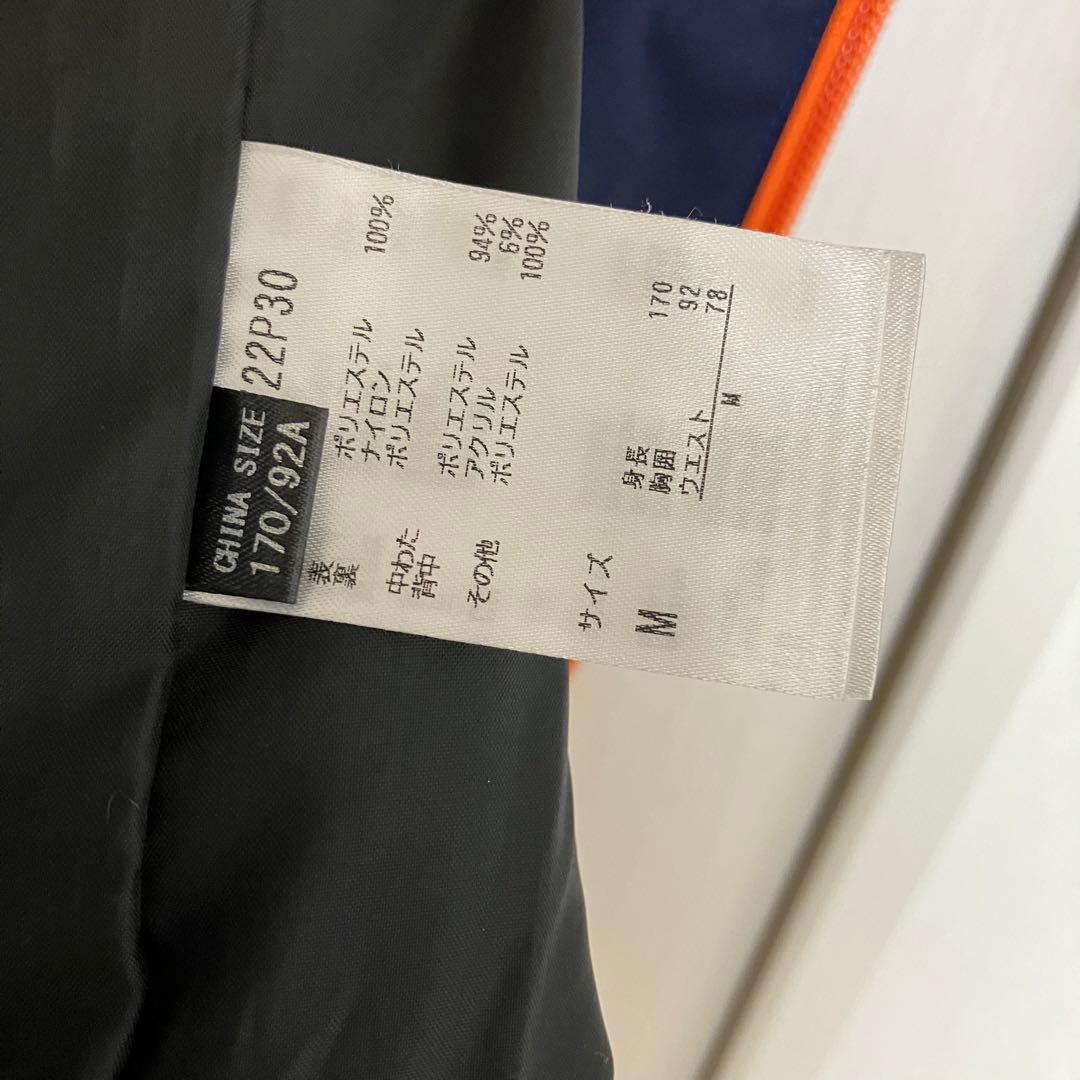 CHINA SIZE
170/92A
22P30
表 ポリエステル 100%
裏 ナイロン
中わた ポリエステル
背中 ポリエステル 94%
アクリル 6%
その他 ポリエステル 100%
サイズ
身長 170
M 胸囲 92
ウエスト 78
M